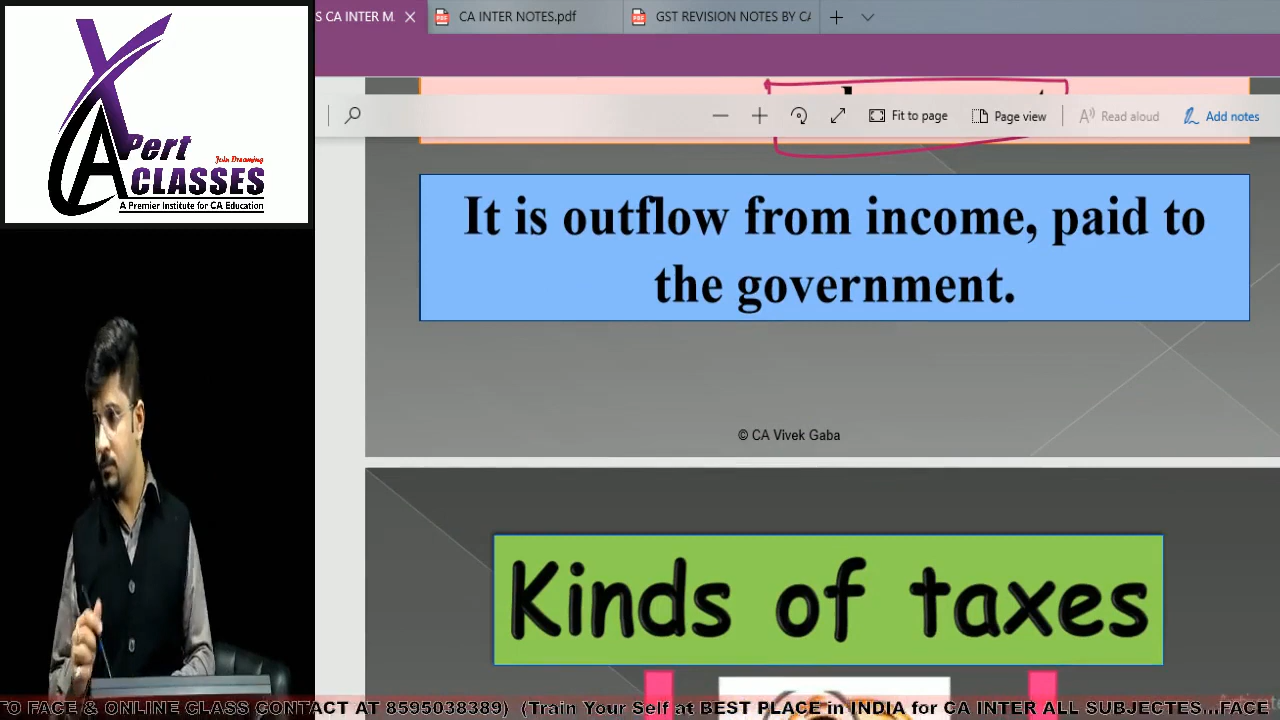 XPert
Join Dreaming
CA CLASSES
A Premier Institute for CA Education
S CA INTER M.
CA INTER NOTES.pdf
GST REVISION NOTES BY CA
Fit to page
Page view
Read aloud
Add notes
It is outflow from income, paid to
the government.
© CA Vivek Gaba
Kinds of taxes
TO FACE & ONLINE CLASS CONTACT AT 8595038389) (Train Your Self at BEST PLACE in INDIA for CA INTER ALL SUBJECTES...FACE